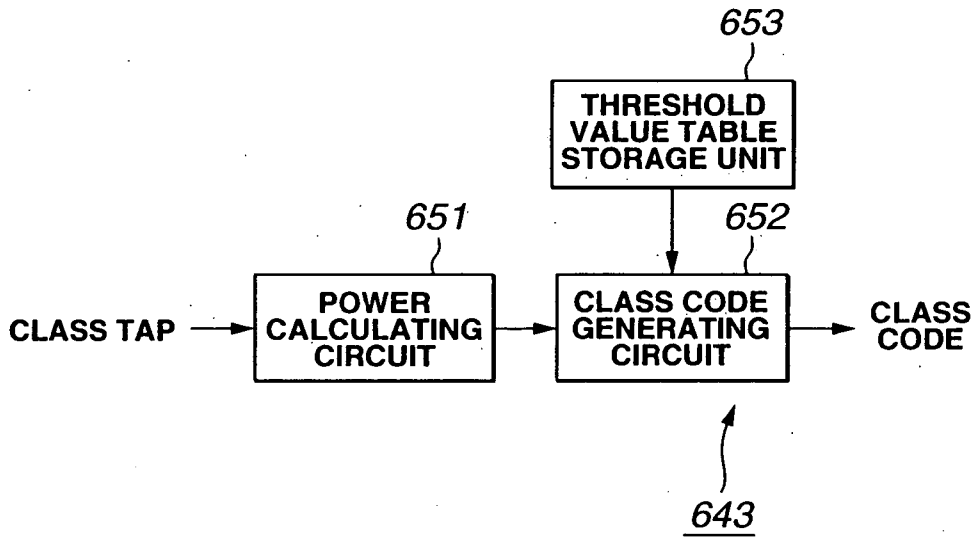 653
THRESHOLD
VALUE TABLE
STORAGE UNIT
651
652
CLASS TAP
POWER
CALCULATING
CIRCUIT
CLASS CODE
GENERATING
CIRCUIT
CLASS
CODE
643